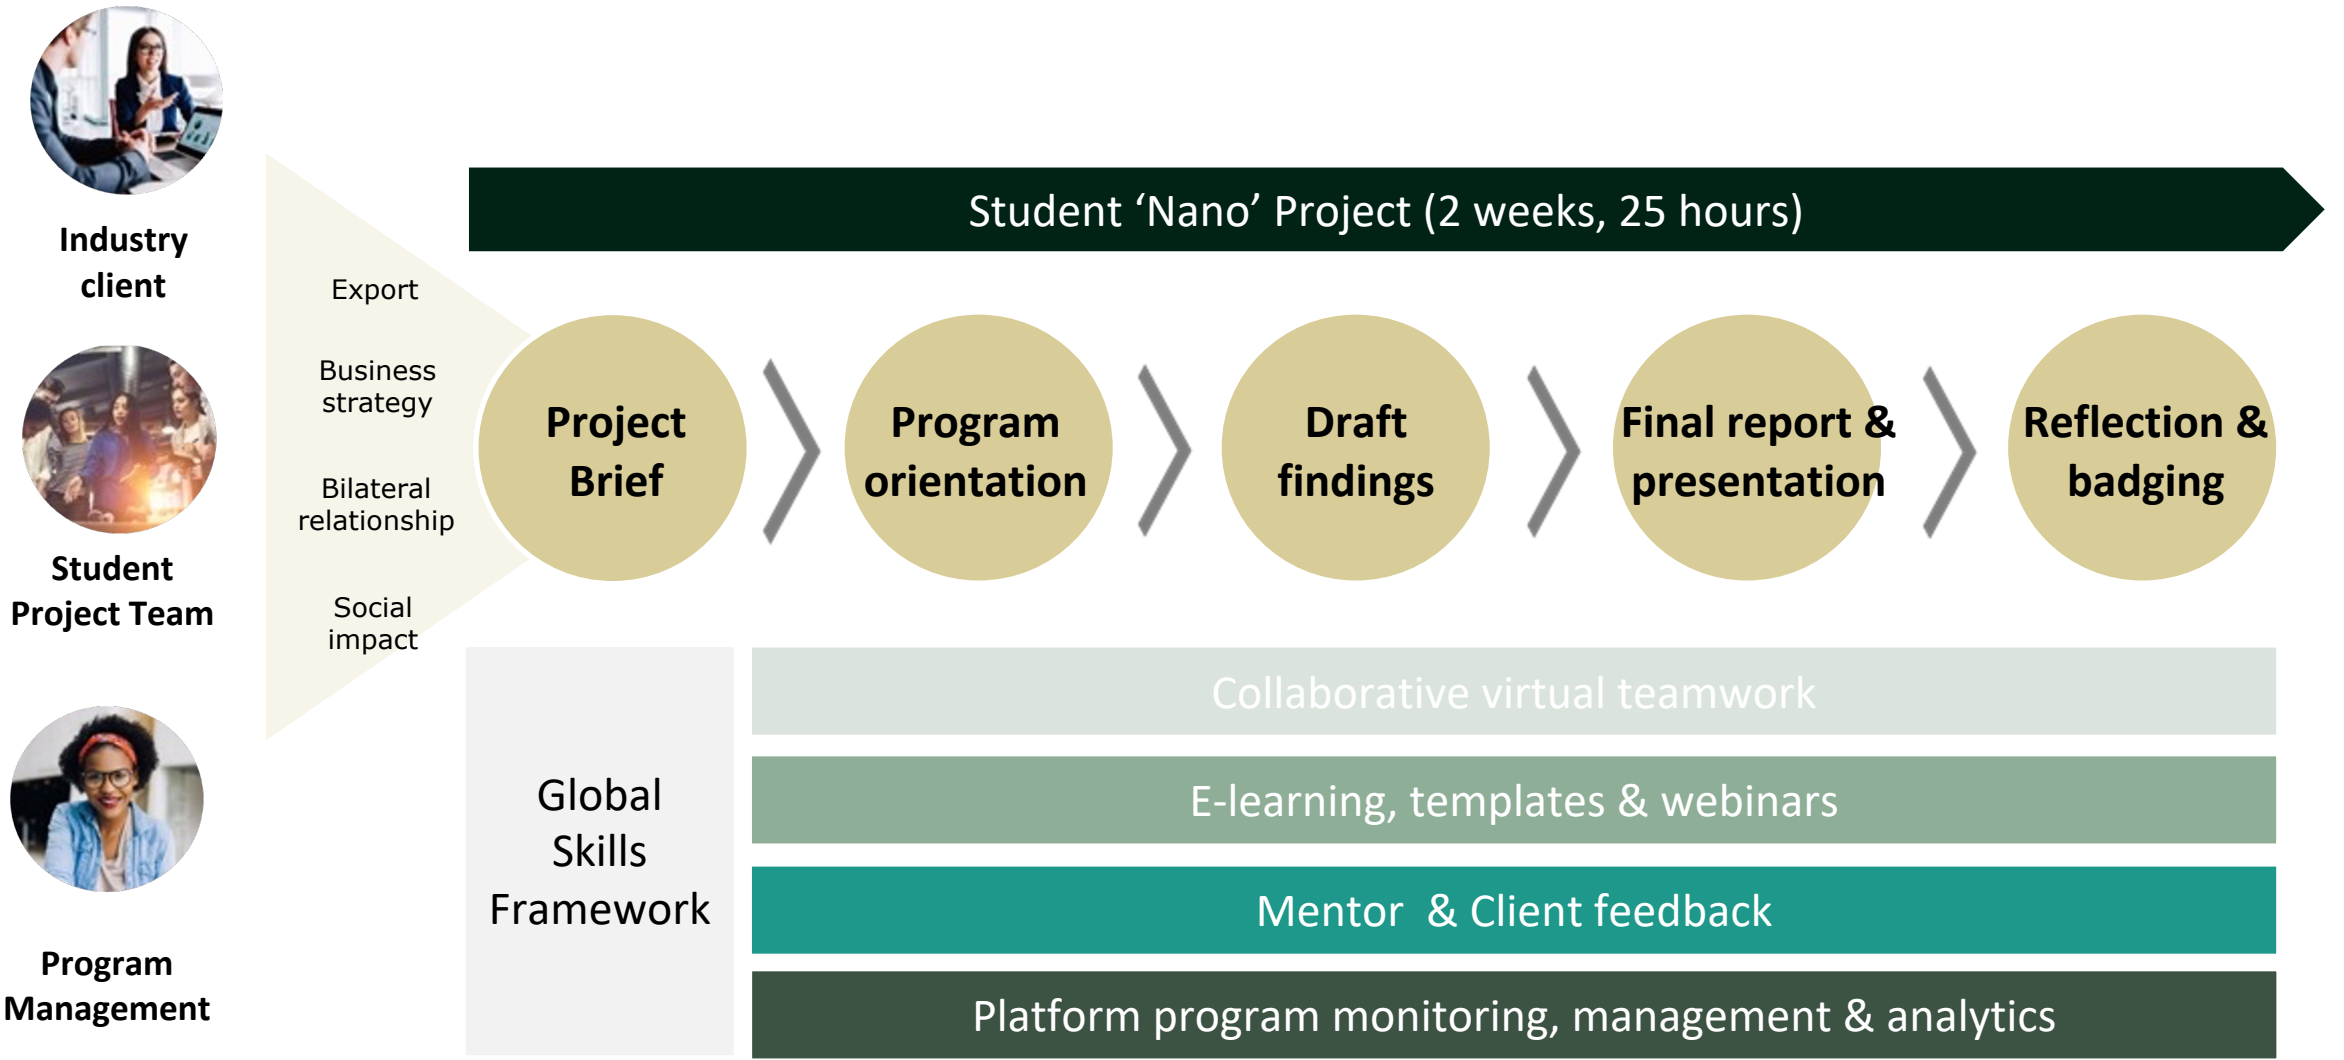 Industry
client
Student
Project Team
Program
Management
Export
Business
strategy
Bilateral
relationship
Social
impact
Student ‘Nano’ Project (2 weeks, 25 hours)
Project
Brief
Program
orientation
Draft
findings
Final report &
presentation
Reflection &
badging
Global
Skills
Framework
Collaborative virtual teamwork
E-learning, templates & webinars
Mentor & Client feedback
Platform program monitoring, management & analytics